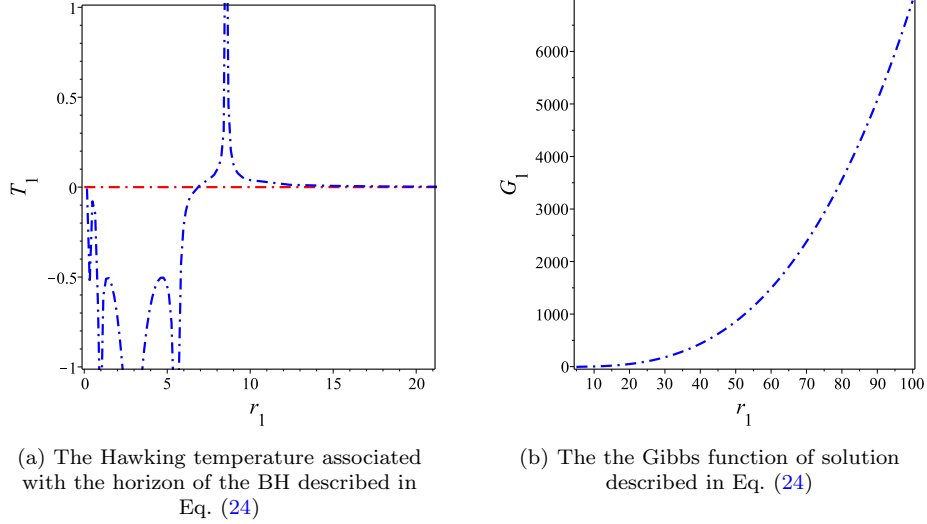 1
0.5
0
−0.5
−1
T₁
0 5 10 15 20
r₁
6000
5000
4000
3000
2000
1000
0
G₁
10 20 30 40 50 60 70 80 90 100
r₁
(a) The Hawking temperature associated
with the horizon of the BH described in
Eq. (24)
(b) The the Gibbs function of solution
described in Eq. (24)